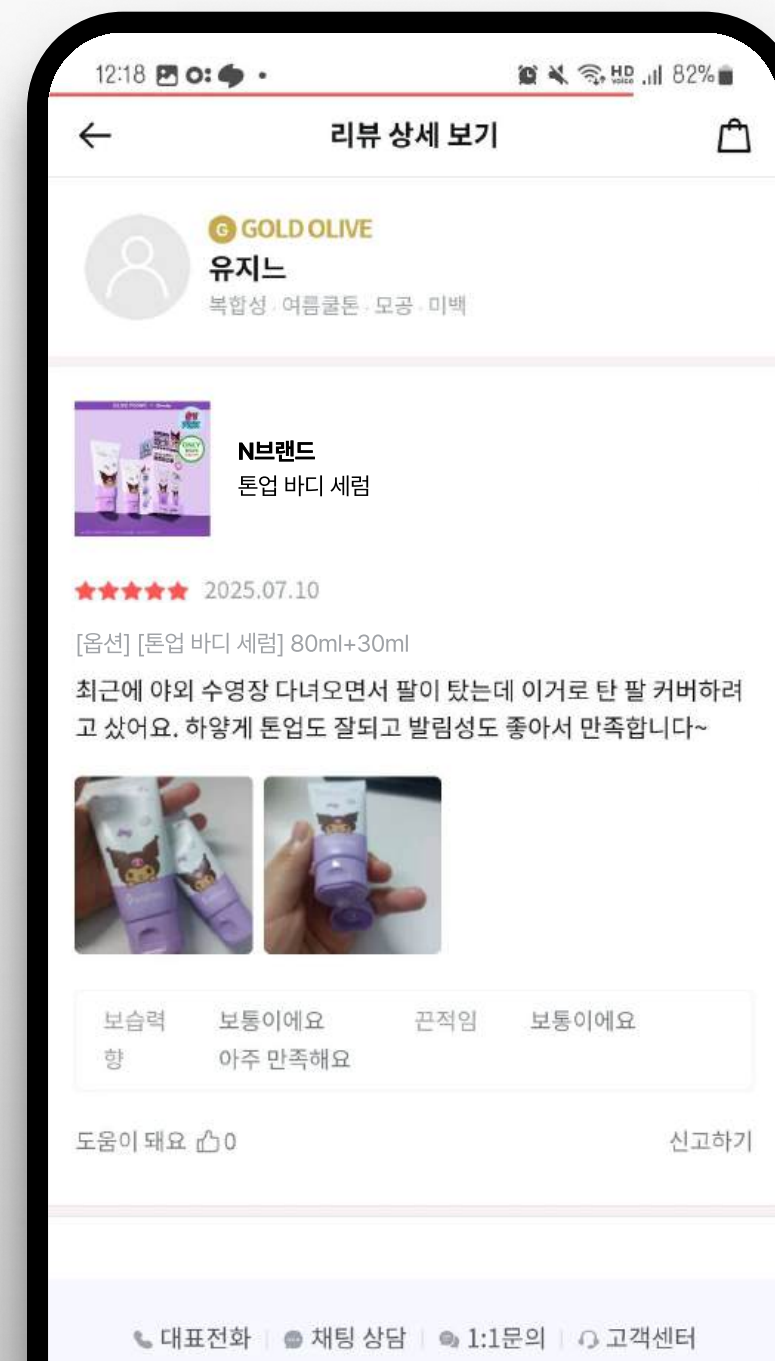 12:18
HD voice
82%
리뷰 상세 보기
G GOLD OLIVE
유지느
복합성 · 여름쿨톤 · 모공 · 미백
ONLY
N브랜드
톤업 바디 세럼
2025.07.10
[옵션] [톤업 바디 세럼] 80ml+30ml
최근에 야외 수영장 다녀오면서 팔이 탔는데 이거로 탄 팔 커버하려
고 샀어요. 하얗게 톤업도 잘되고 발림성도 좋아서 만족합니다~
보습력 보통이에요 끈적임 보통이에요
향 아주 만족해요
도움이 돼요 0 신고하기
대표전화 | 채팅 상담 | 1:1문의 | 고객센터